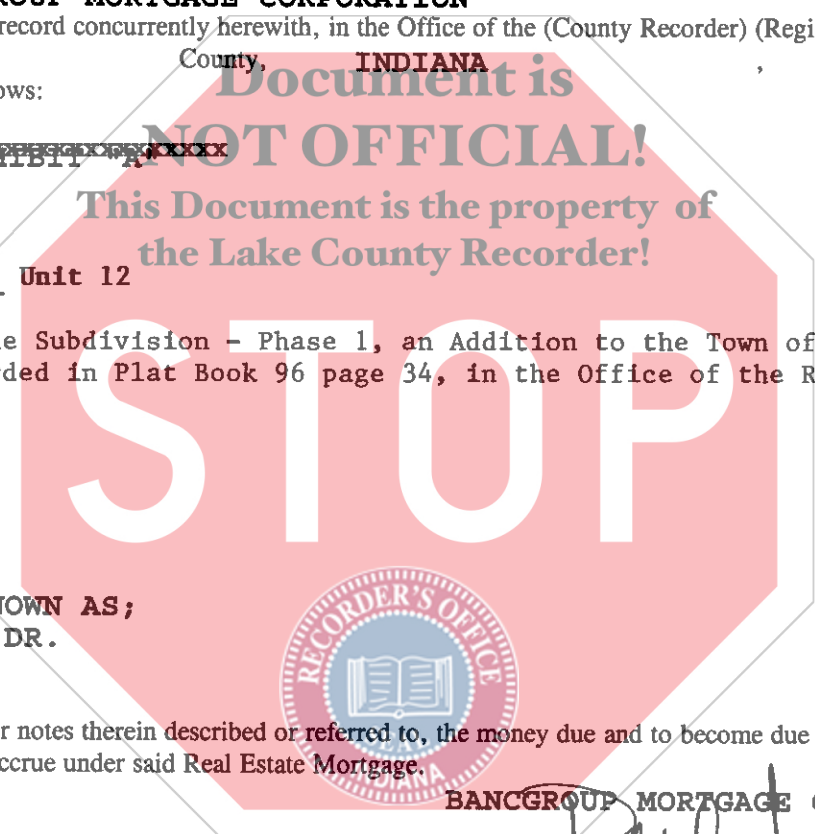 MORTGAGE CORPORATION
record concurrently herewith, in the Office of the (County Recorder) (Regi
County, INDIANA ,
ows:
Document is
NOT OFFICIAL!
"A"xxxxx
This Document is the property of
the Lake County Recorder!
Unit 12
e Subdivision - Phase 1, an Addition to the Town of
ded in Plat Book 96 page 34, in the Office of the R
STOP
NOWN AS;
DR.
RECORDER'S OFFICE
SEAL
INDIANA
r notes therein described or referred to, the money due and to become due
ccrue under said Real Estate Mortgage.
BANCGROUP MORTGAGE